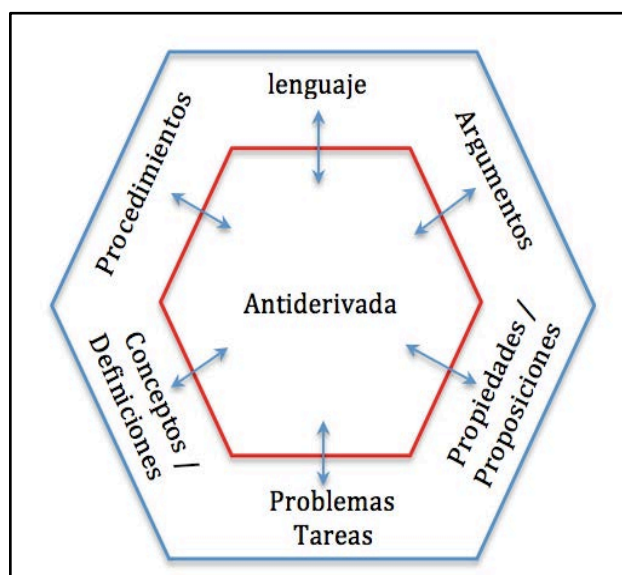 lenguaje
Procedimientos
Argumentos
Antiderivada
Conceptos /
Definiciones
Propiedades /
Proposiciones
Problemas
Tareas